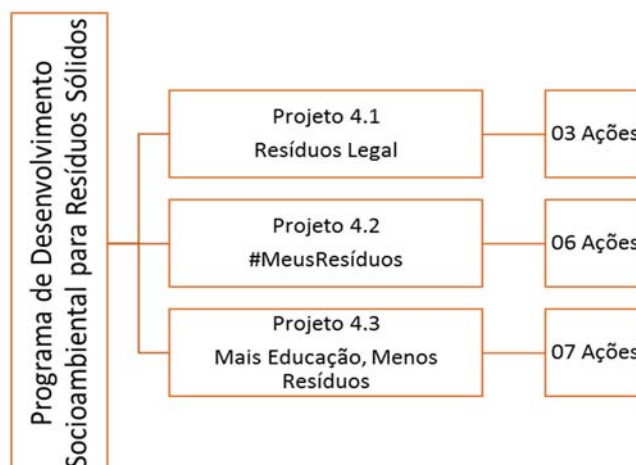 Programa de Desenvolvimento
Socioambiental para Resíduos Sólidos
Projeto 4.1
Resíduos Legal
03 Ações
Projeto 4.2
#MeusResíduos
06 Ações
Projeto 4.3
Mais Educação, Menos
Resíduos
07 Ações